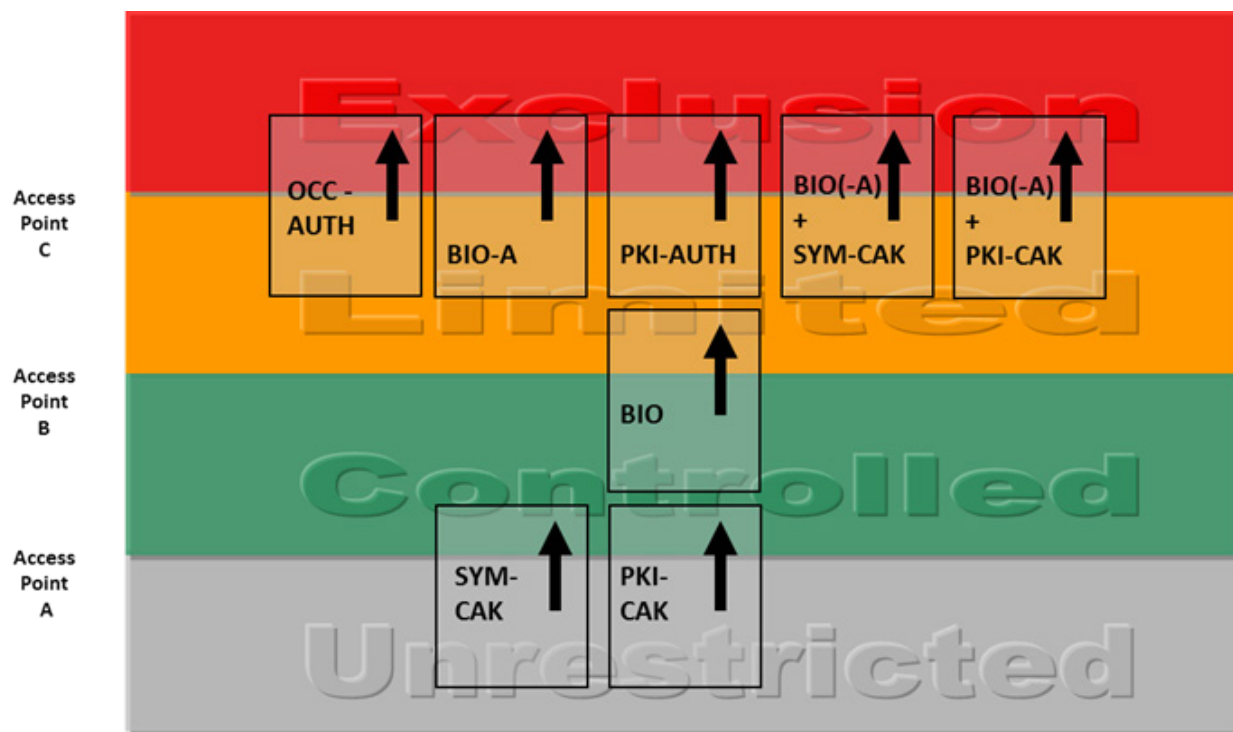 Exclusion
Access
Point
C
OCC -
AUTH
BIO-A
PKI-AUTH
BIO(-A)
+
SYM-CAK
BIO(-A)
+
PKI-CAK
Limited
Access
Point
B
BIO
Controlled
Access
Point
A
SYM-
CAK
PKI-
CAK
Unrestricted